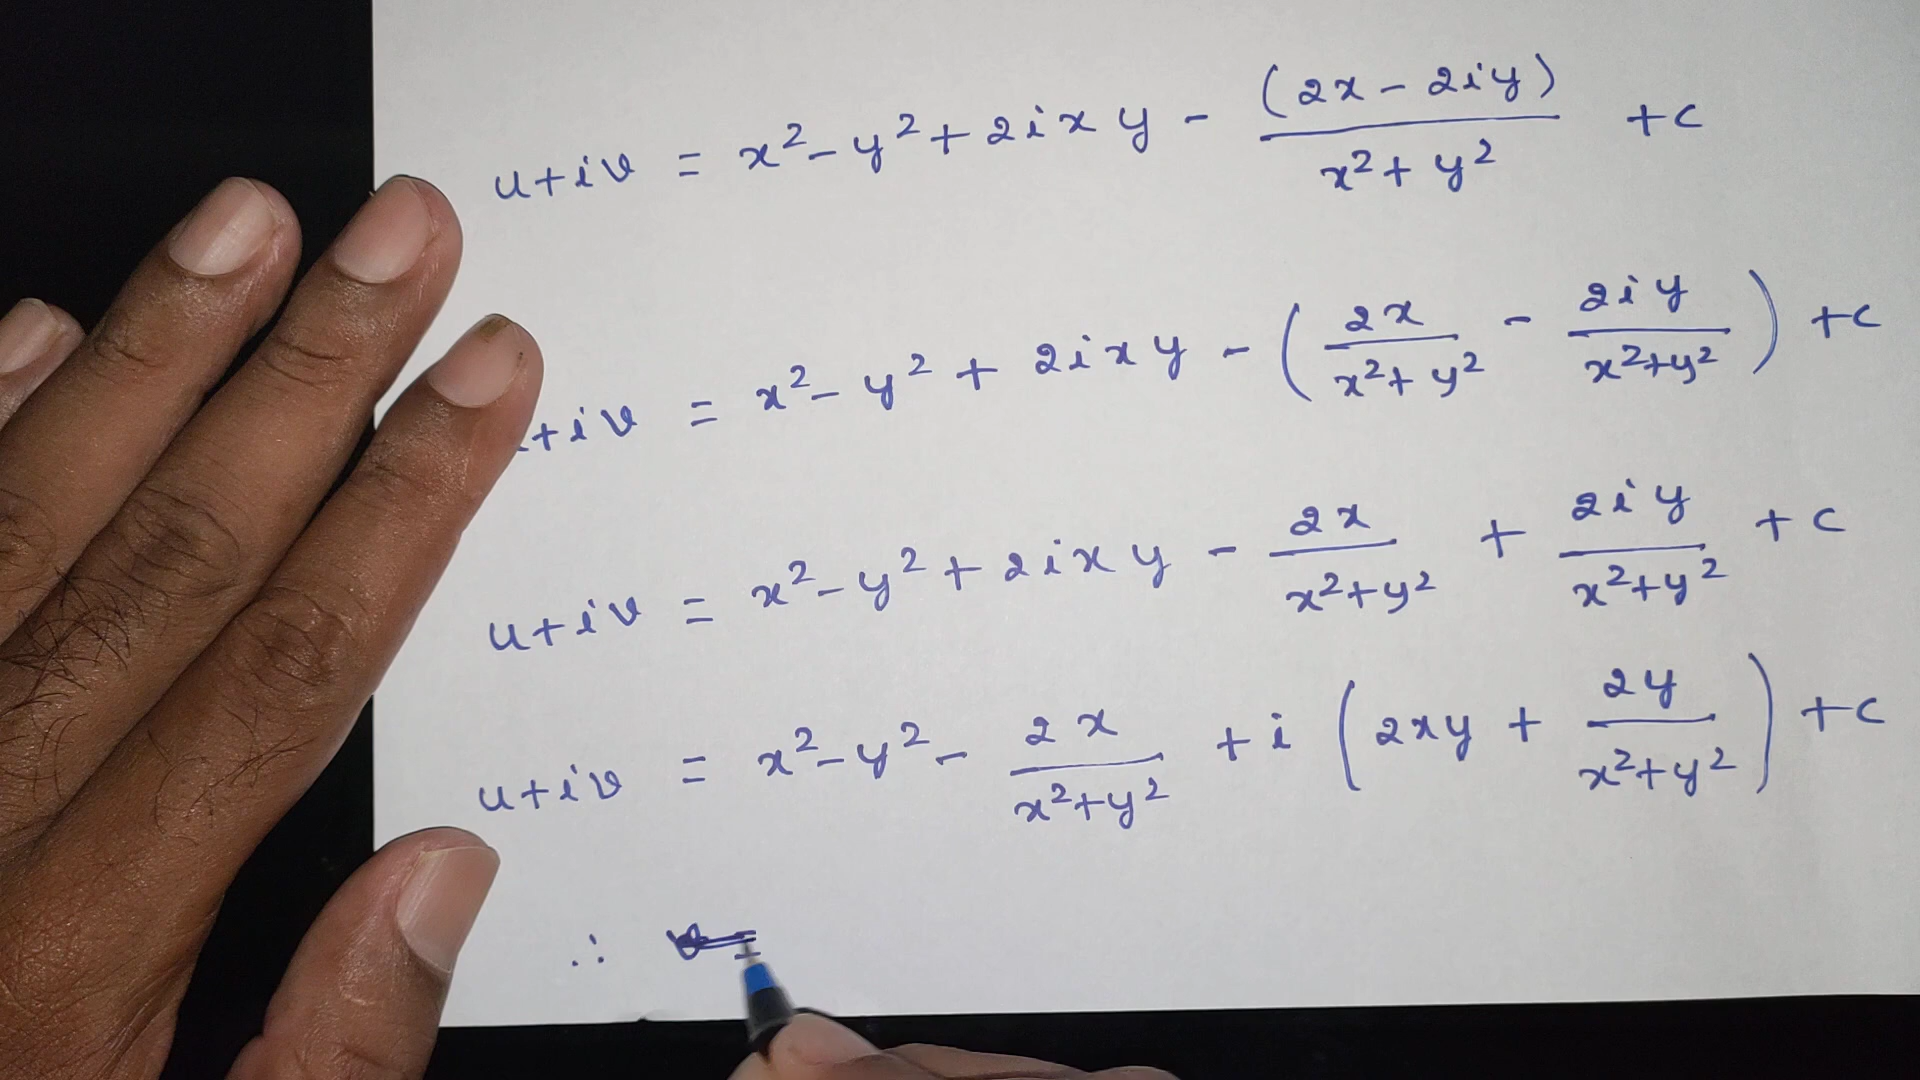 u+iv = x²-y²+2ixy - (2x-2iy)/(x²+y²) +c
+iv = x²-y²+2ixy - (2x/(x²+y²) - 2iy/(x²+y²)) +c
u+iv = x²-y²+2ixy - 2x/(x²+y²) + 2iy/(x²+y²) +c
u+iv = x²-y²- 2x/(x²+y²) +i (2xy + 2y/(x²+y²)) +c
∴